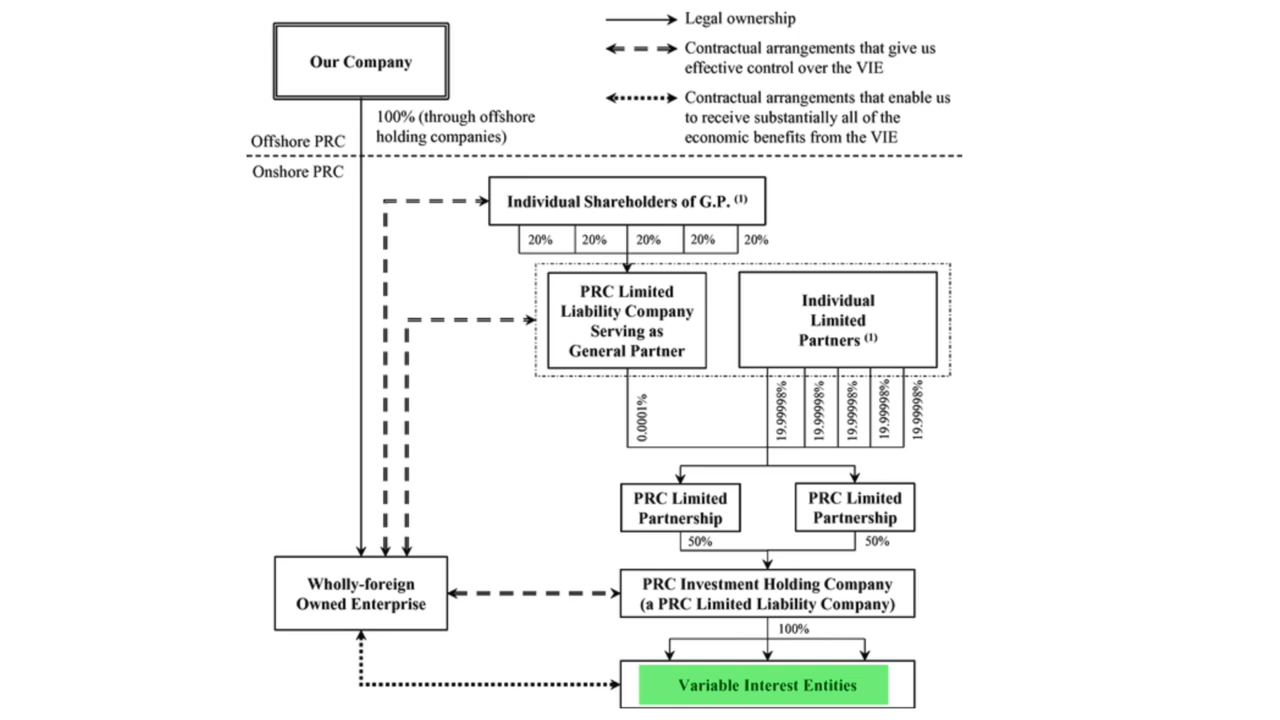 Our Company
Legal ownership
Contractual arrangements that give us
effective control over the VIE
Contractual arrangements that enable us
to receive substantially all of the
economic benefits from the VIE
100% (through offshore
holding companies)
Offshore PRC
Onshore PRC
Individual Shareholders of G.P. (1)
20% 20% 20% 20% 20%
PRC Limited
Liability Company
Serving as
General Partner
Individual
Limited
Partners (1)
0.0001%
19.99998%
19.99998%
19.99998%
19.99998%
19.99998%
PRC Limited
Partnership
PRC Limited
Partnership
50%
50%
Wholly-foreign
Owned Enterprise
PRC Investment Holding Company
(a PRC Limited Liability Company)
100%
Variable Interest Entities